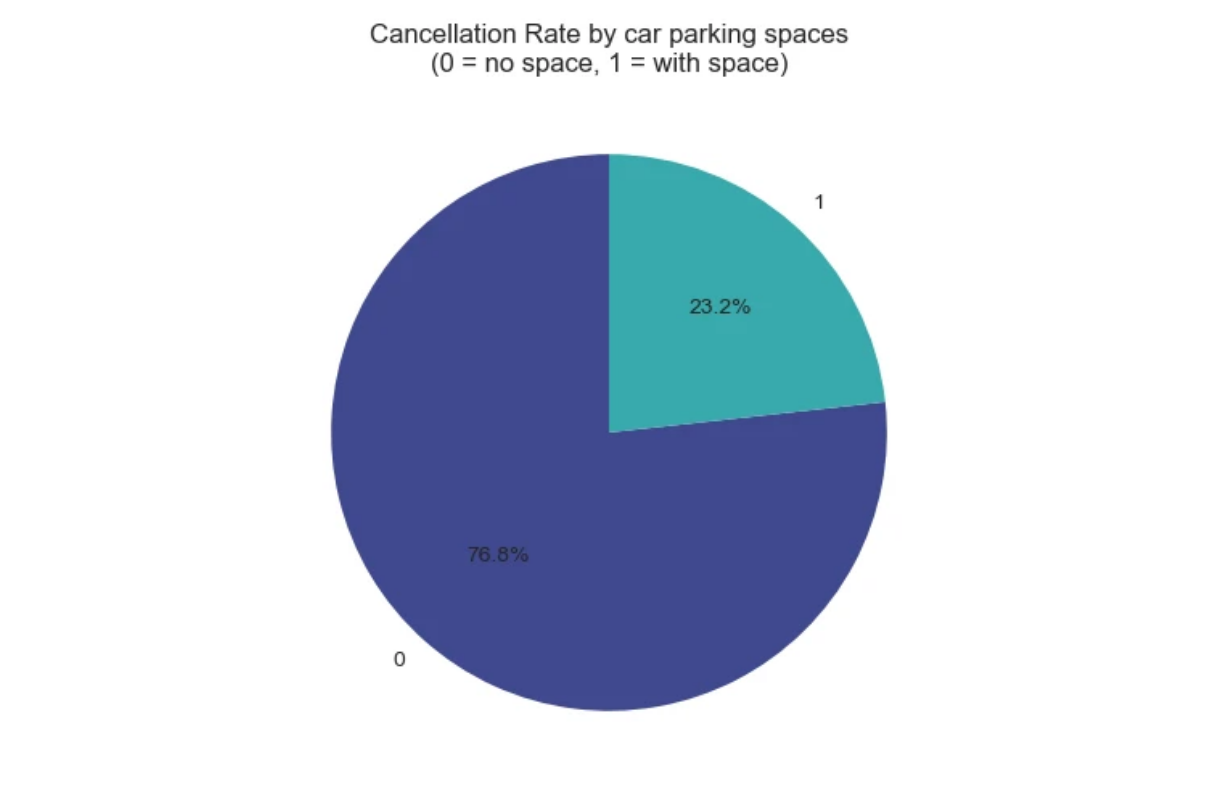 Cancellation Rate by car parking spaces
(0 = no space, 1 = with space)
1
23.2%
76.8%
0